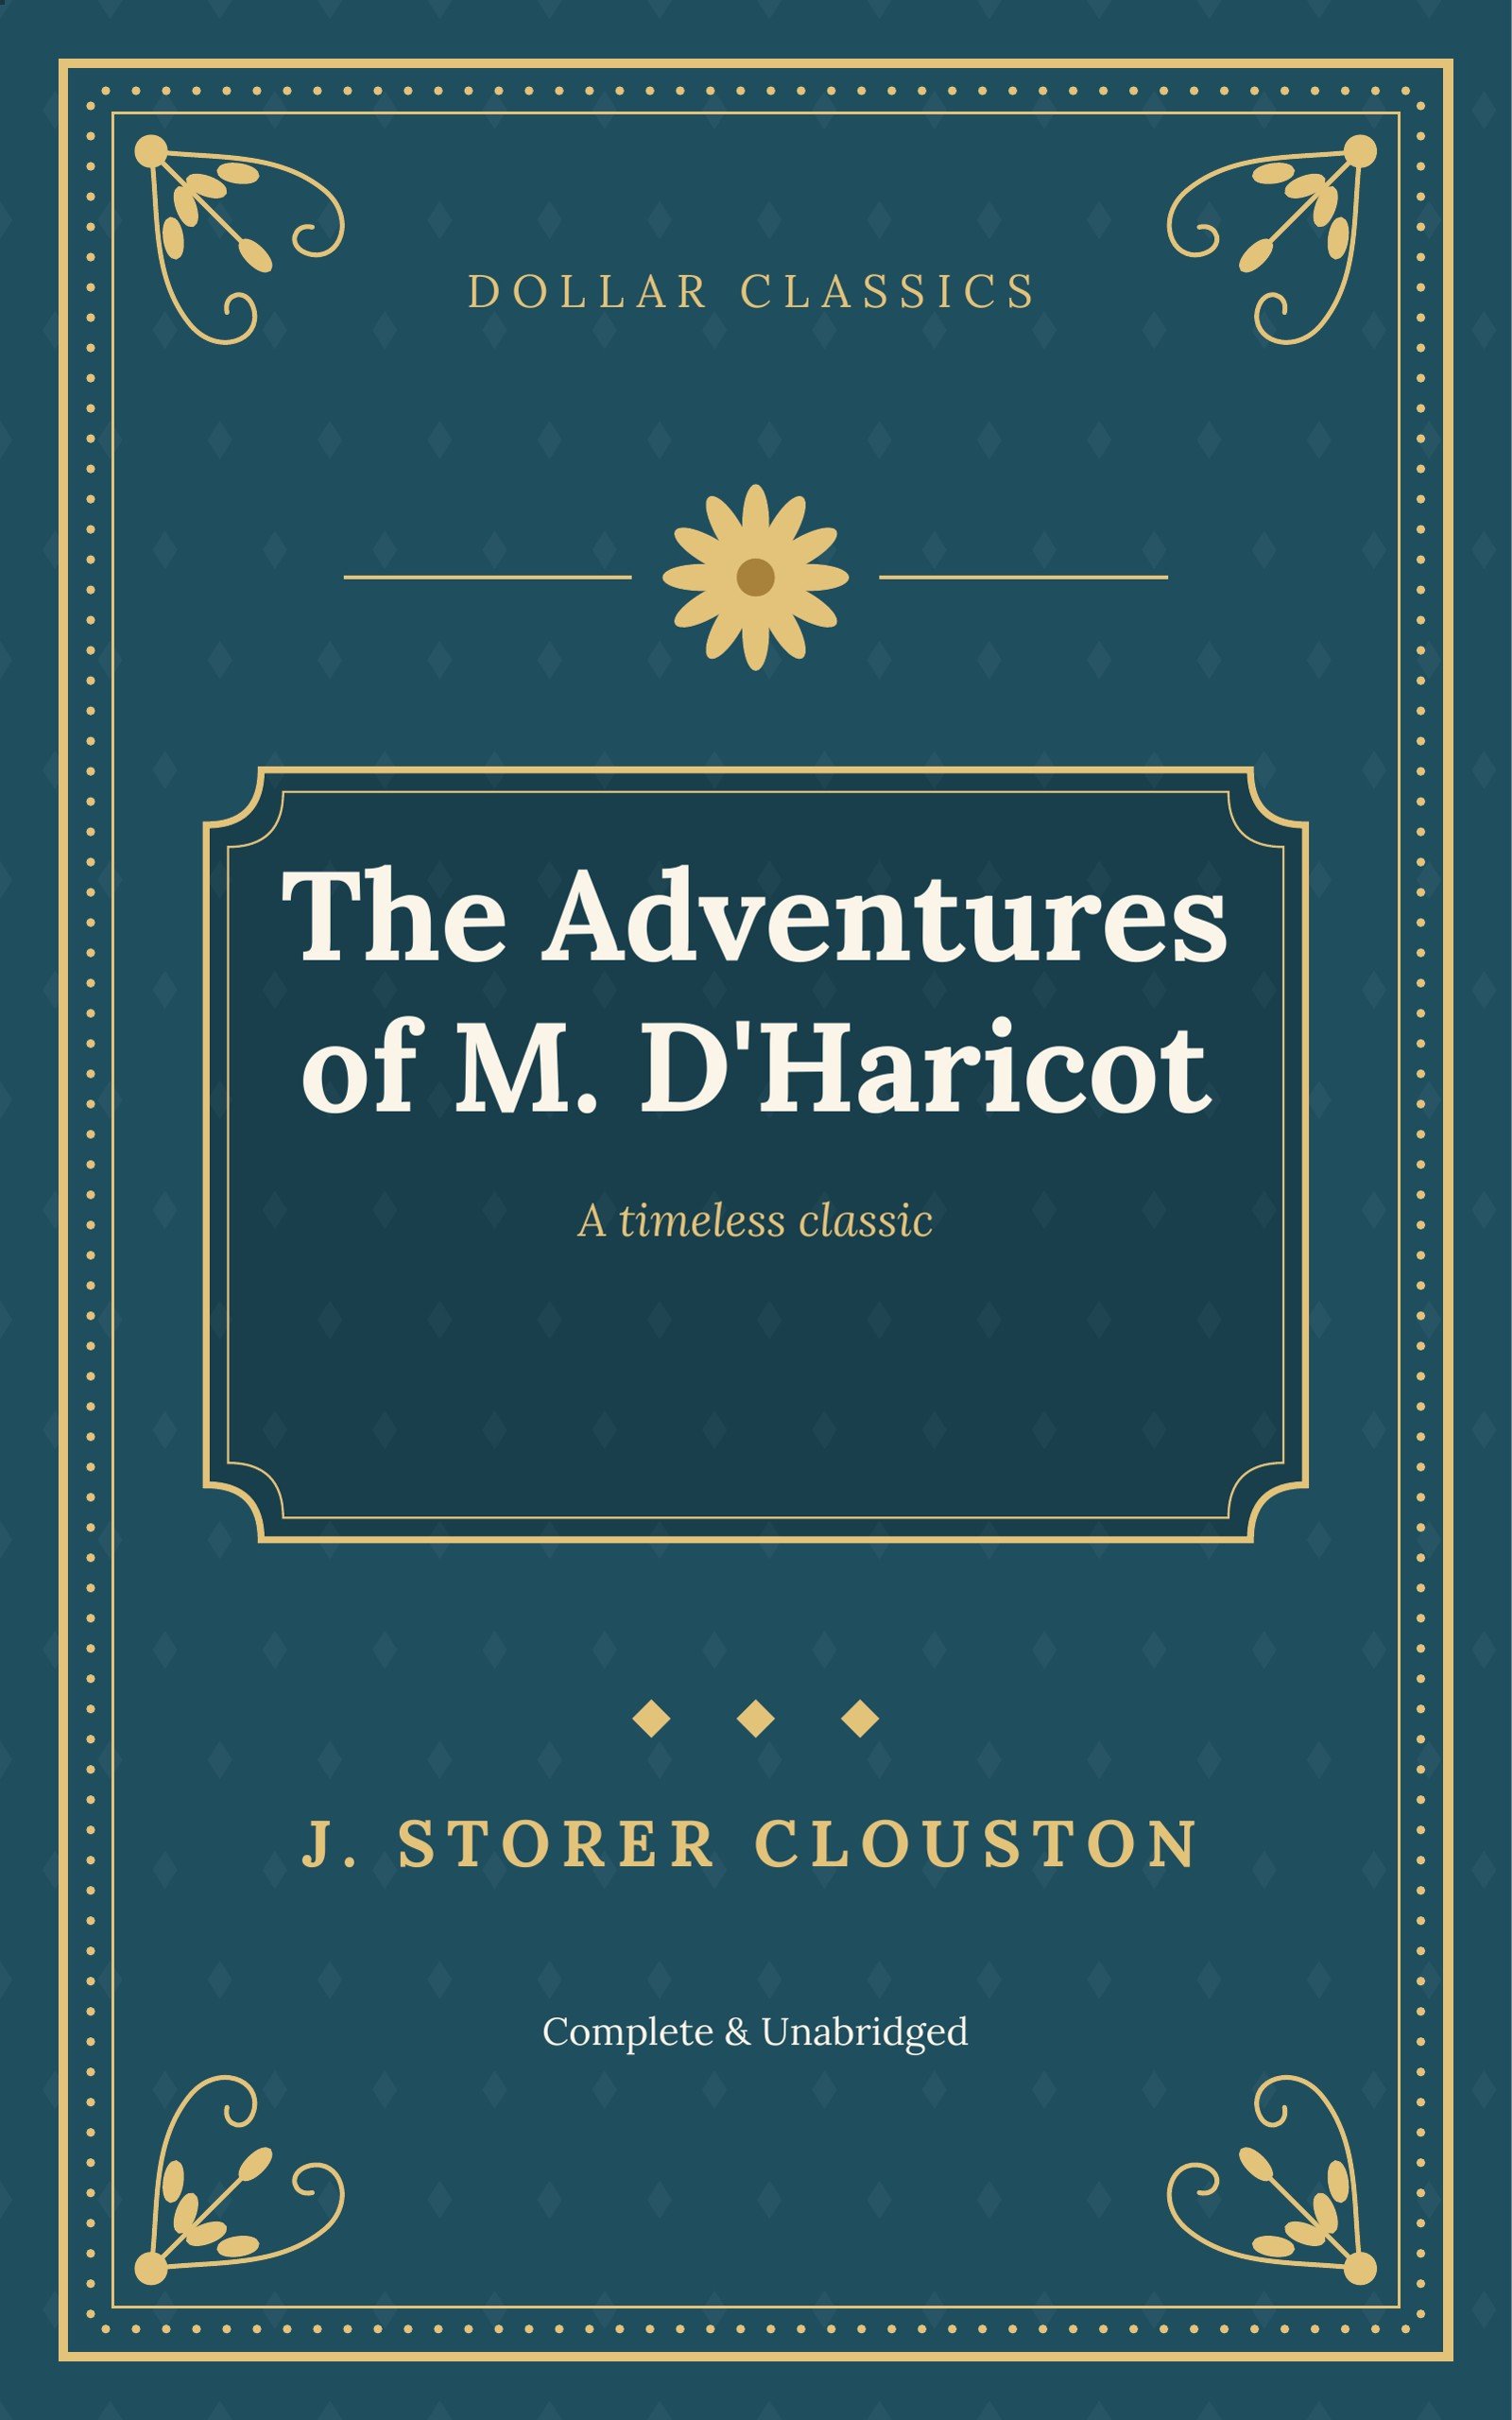 DOLLAR CLASSICS
The Adventures
of M. D'Haricot
A timeless classic
J. STORER CLOUSTON
Complete & Unabridged